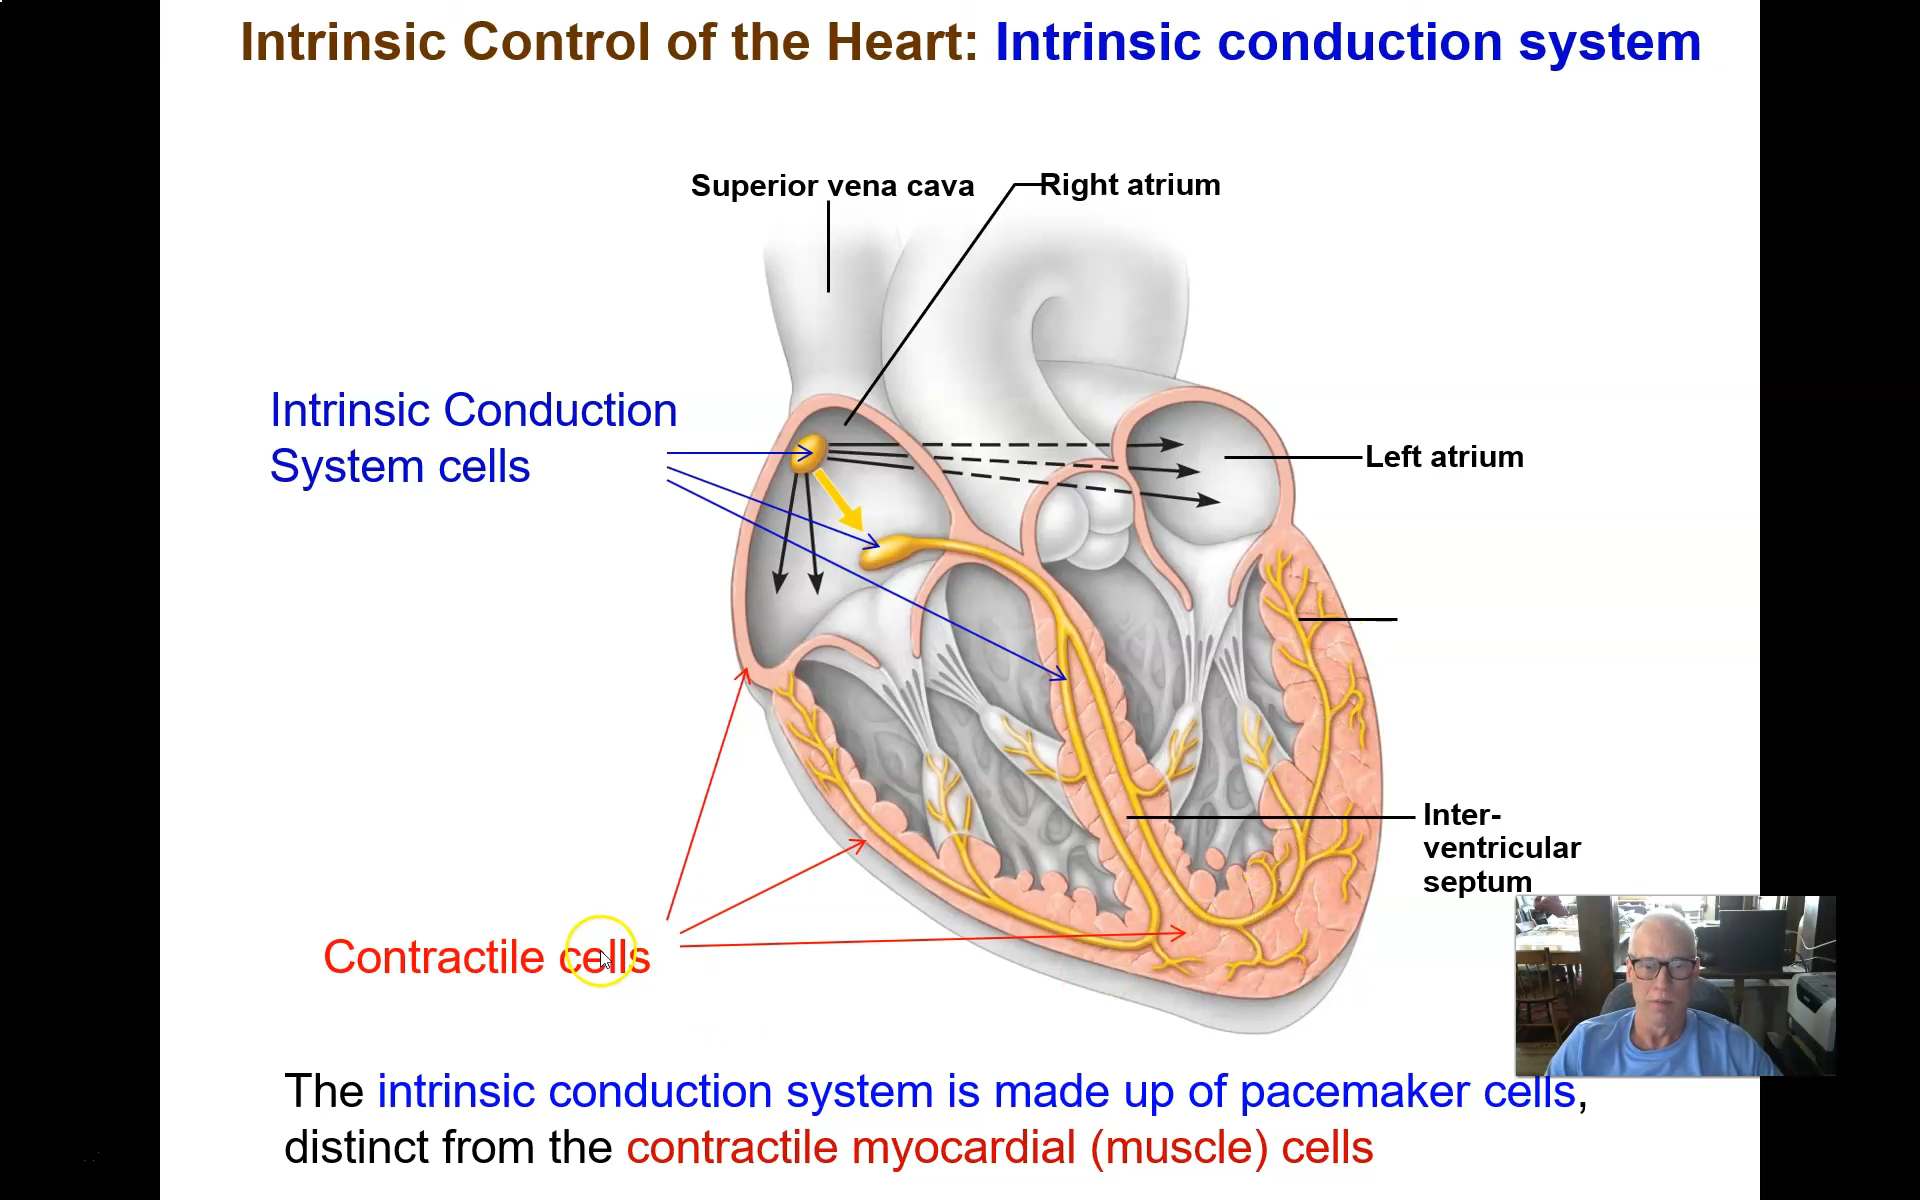 Intrinsic Control of the Heart: Intrinsic conduction system
Superior vena cava
Right atrium
Intrinsic Conduction
System cells
Left atrium
Inter-
ventricular
septum
Contractile cells
The intrinsic conduction system is made up of pacemaker cells,
distinct from the contractile myocardial (muscle) cells